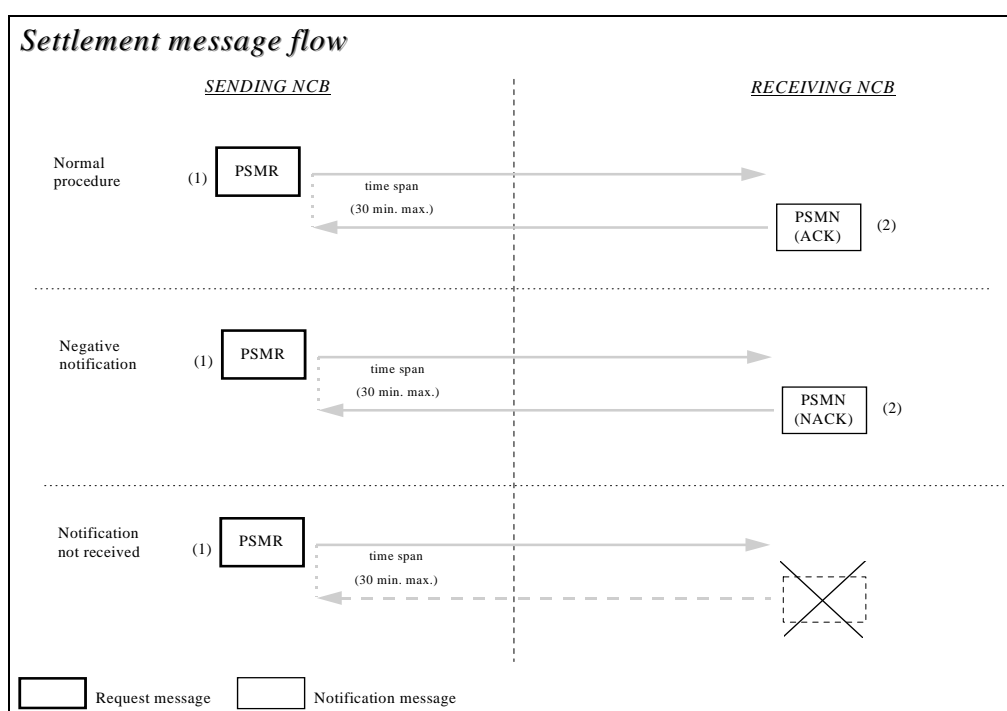 Settlement message flow
SENDING NCB
RECEIVING NCB
Normal
procedure
(1)
PSMR
time span
(30 min. max.)
PSMN
(ACK)
(2)
Negative
notification
(1)
PSMR
time span
(30 min. max.)
PSMN
(NACK)
(2)
Notification
not received
(1)
PSMR
time span
(30 min. max.)
Request message
Notification message